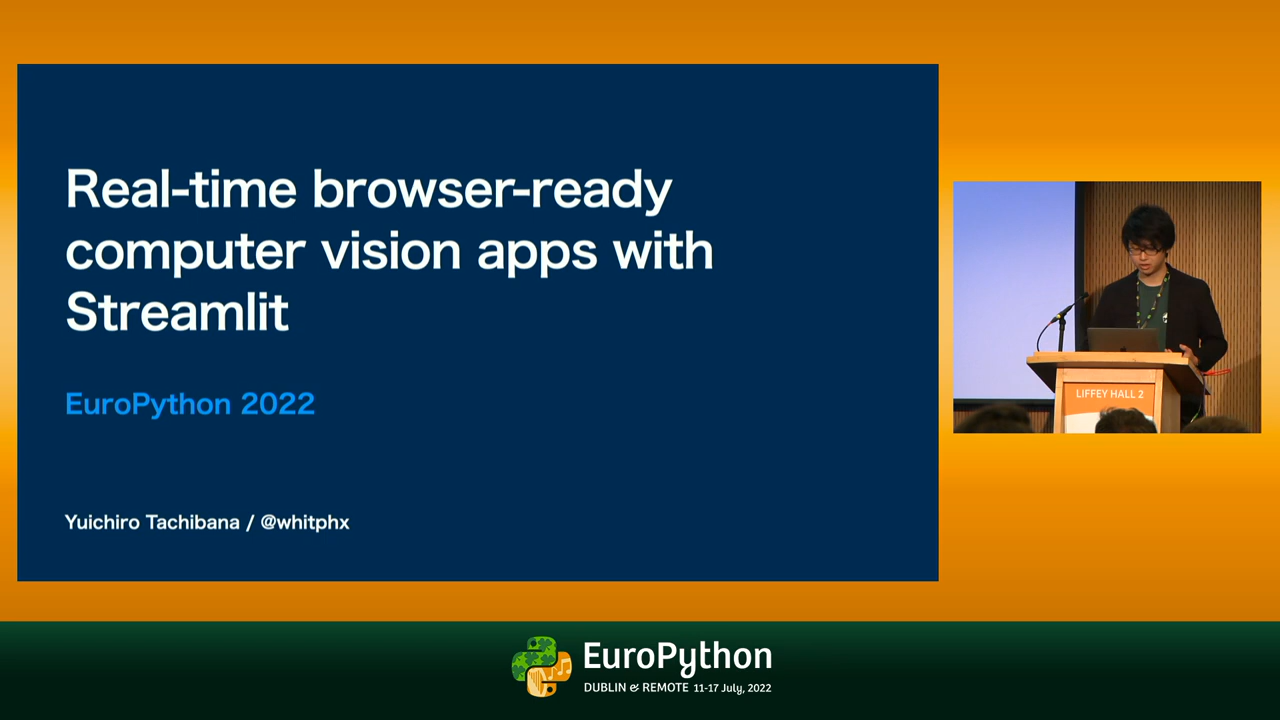 Real-time browser-ready
computer vision apps with
Streamlit
EuroPython 2022
Yuichiro Tachibana / @whitphx
LIFFEY HALL 2
EuroPython
DUBLIN & REMOTE 11-17 July, 2022